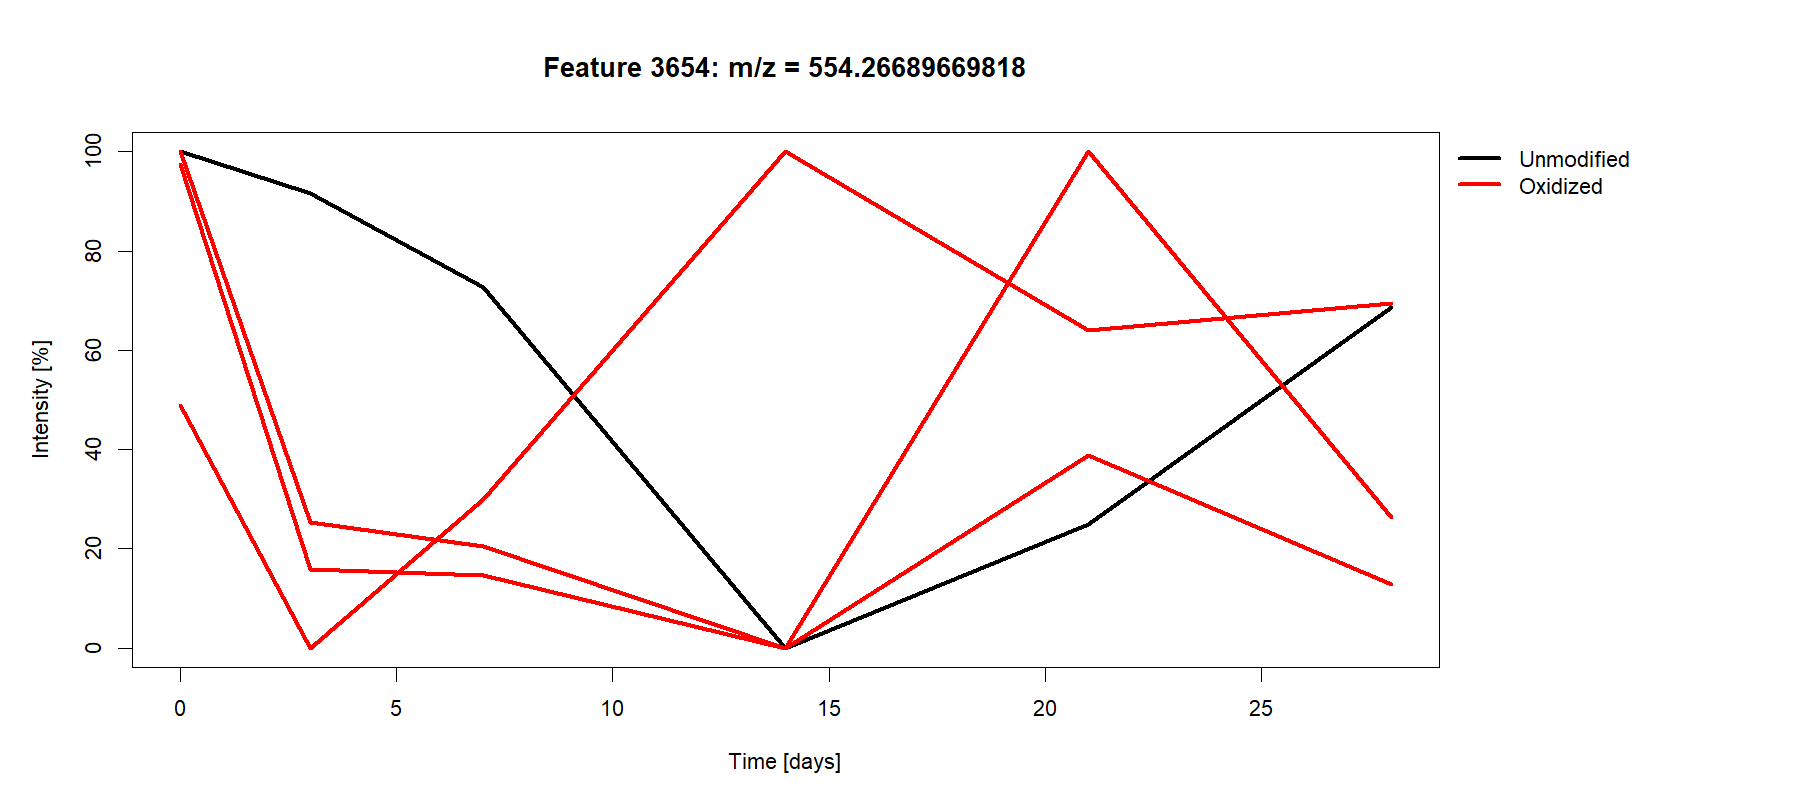 Feature 3654: m/z = 554.26689669818
Unmodified
Oxidized
Intensity [%]
100
80
60
40
20
0
0 5 10 15 20 25
Time [days]